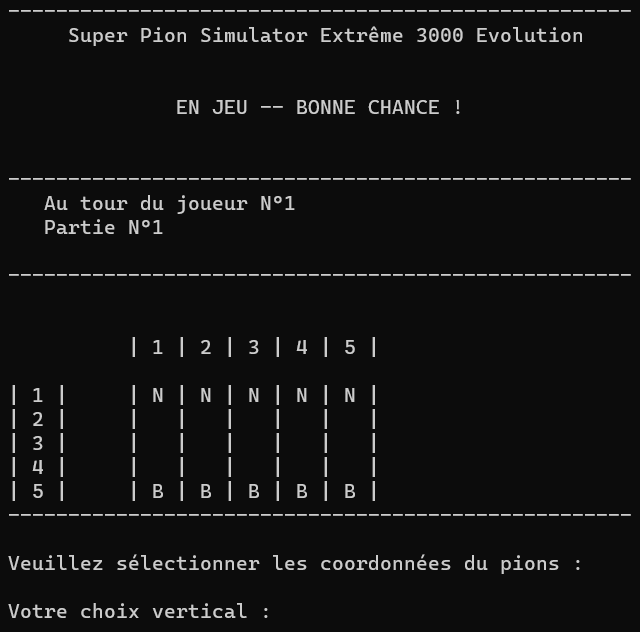 ----------------------------------------------------
Super Pion Simulator Extrême 3000 Evolution
EN JEU -- BONNE CHANCE !
----------------------------------------------------
Au tour du joueur N°1
Partie N°1
----------------------------------------------------
| 1 | 2 | 3 | 4 | 5 |
| 1 |     | N | N | N | N | N |
| 2 |     |   |   |   |   |   |
| 3 |     |   |   |   |   |   |
| 4 |     |   |   |   |   |   |
| 5 |     | B | B | B | B | B |
----------------------------------------------------
Veuillez sélectionner les coordonnées du pions :
Votre choix vertical :